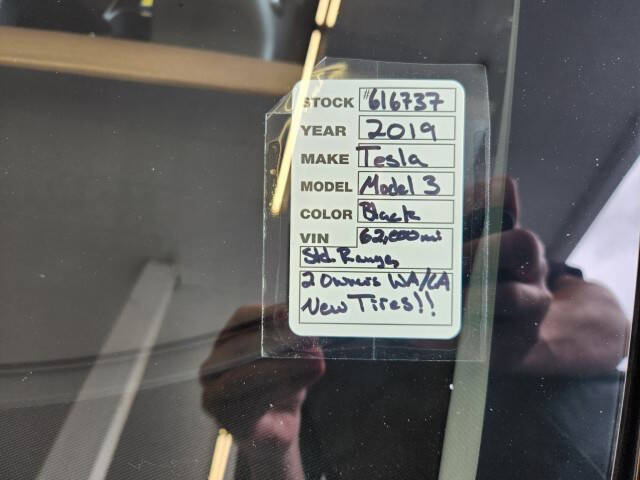 STOCK #616737
YEAR 2019
MAKE Tesla
MODEL Model 3
COLOR Black
VIN 62,000 mi
Std. Range,
2 Owners WA/CA
New Tires!!